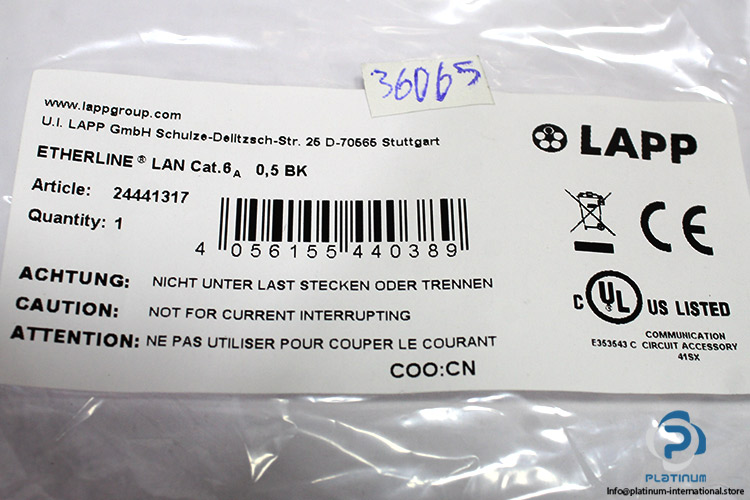 36065
www.lappgroup.com
U.I. LAPP GmbH Schulze-Delitzsch-Str. 25 D-70565 Stuttgart
ETHERLINE® LAN Cat.6A 0,5 BK
Article: 24441317
Quantity: 1
4 056155 440389
LAPP
CE
ACHTUNG: NICHT UNTER LAST STECKEN ODER TRENNEN
CAUTION: NOT FOR CURRENT INTERRUPTING
ATTENTION: NE PAS UTILISER POUR COUPER LE COURANT
COO:CN
C UL US LISTED
COMMUNICATION
E353543 C CIRCUIT ACCESSORY
41SX
PLATINUM
Info@platinum-international.store